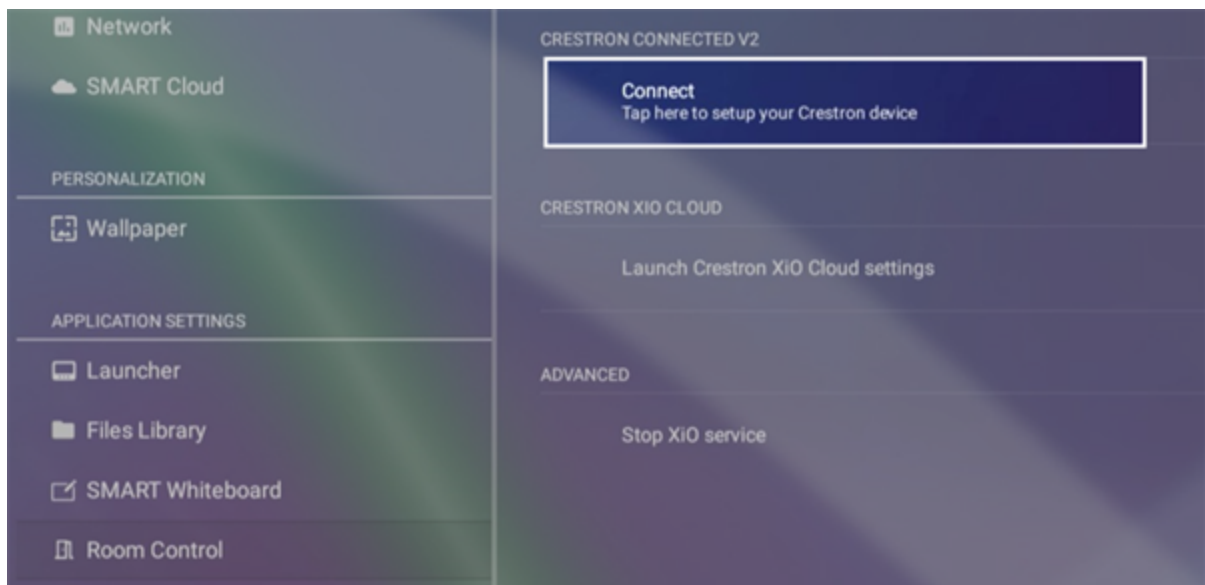 Network
SMART Cloud
PERSONALIZATION
Wallpaper
APPLICATION SETTINGS
Launcher
Files Library
SMART Whiteboard
Room Control
CRESTRON CONNECTED V2
Connect
Tap here to setup your Crestron device
CRESTRON XIO CLOUD
Launch Crestron XiO Cloud settings
ADVANCED
Stop XiO service